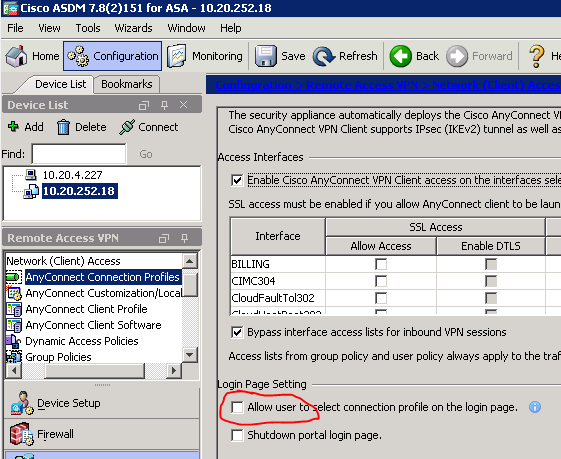 Cisco ASDM 7.8(2)151 for ASA - 10.20.252.18
File View Tools Wizards Window Help
Home Configuration Monitoring Save Refresh Back Forward ? He
Device List Bookmarks
Configuration > Remote Access VPN > Network (Client) Acces
Device List
Add Delete Connect
Find: Go
10.20.4.227
10.20.252.18
Remote Access VPN
Network (Client) Access
AnyConnect Connection Profiles
AnyConnect Customization/Local
AnyConnect Client Profile
AnyConnect Client Software
Dynamic Access Policies
Group Policies
Device Setup
Firewall
The security appliance automatically deploys the Cisco AnyConnect V
Cisco AnyConnect VPN Client supports IPsec (IKEv2) tunnel as well as
Access Interfaces
Enable Cisco AnyConnect VPN Client access on the interfaces sele
SSL access must be enabled if you allow AnyConnect client to be laun
Interface SSL Access
Allow Access Enable DTLS
BILLING
CIMC304
CloudFaultTol302
CloudHostBoot303
Bypass interface access lists for inbound VPN sessions
Access lists from group policy and user policy always apply to the traf
Login Page Setting
Allow user to select connection profile on the login page.
Shutdown portal login page.